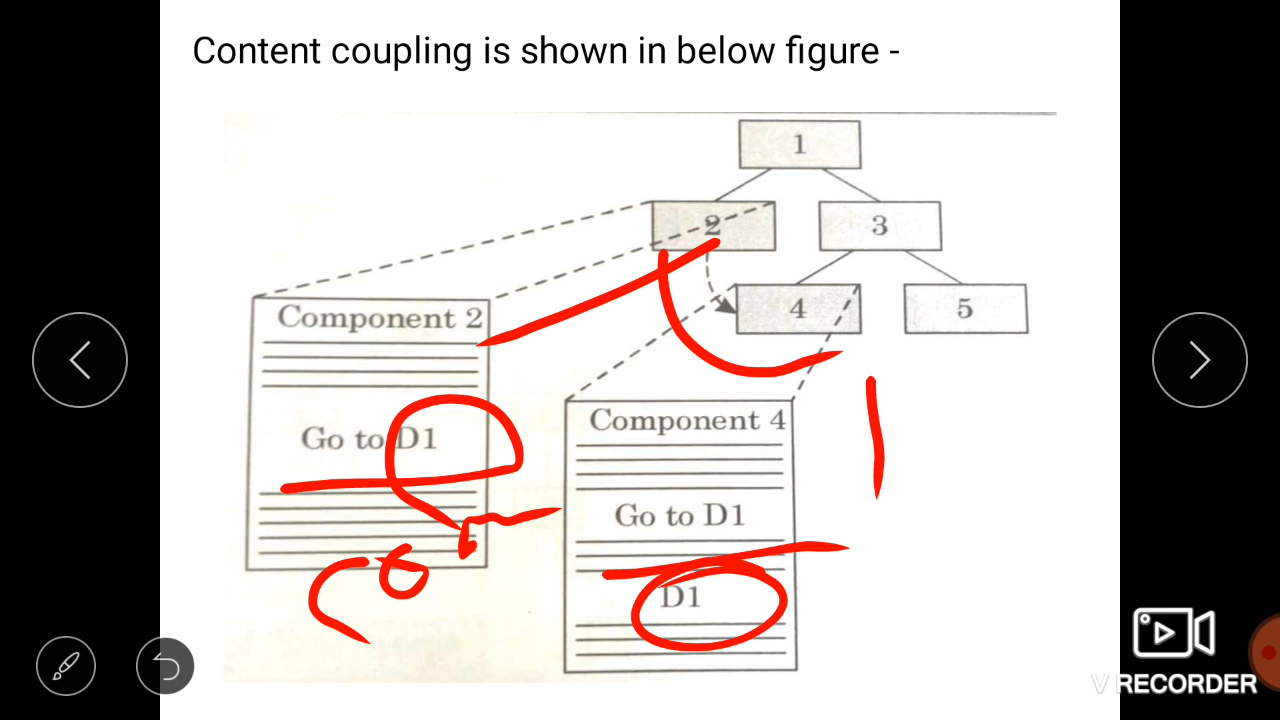 Content coupling is shown in below figure -
1
2
3
4
5
Component 2
Go to D1
Component 4
Go to D1
D1
V RECORDER